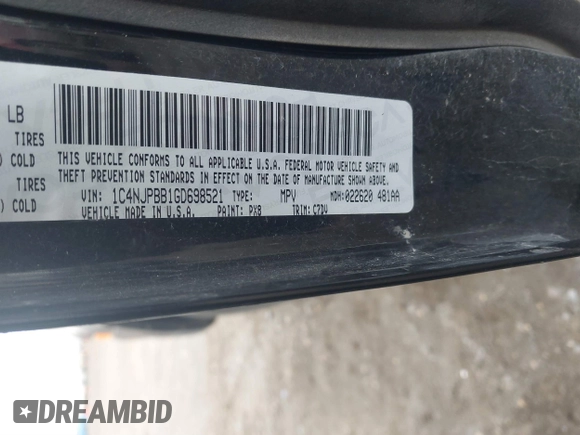 LB
TIRES
) COLD
TIRES
) COLD
THIS VEHICLE CONFORMS TO ALL APPLICABLE U.S.A. FEDERAL MOTOR VEHICLE SAFETY AND
THEFT PREVENTION STANDARDS IN EFFECT ON THE DATE OF MANUFACTURE SHOWN ABOVE.
VIN: 1C4NJPBB1GD698521 TYPE: MPV MDH:022620 481AA
VEHICLE MADE IN U.S.A. PAINT: PX8 TRIM: C7DV
DREAMBID